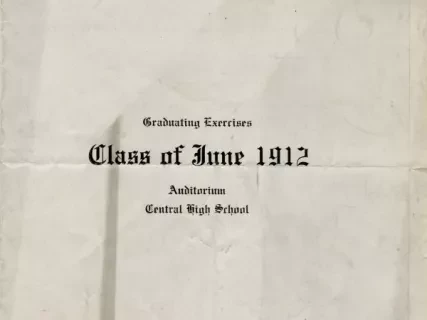 Graduating Exercises
Class of June 1912
Auditorium
Central High School